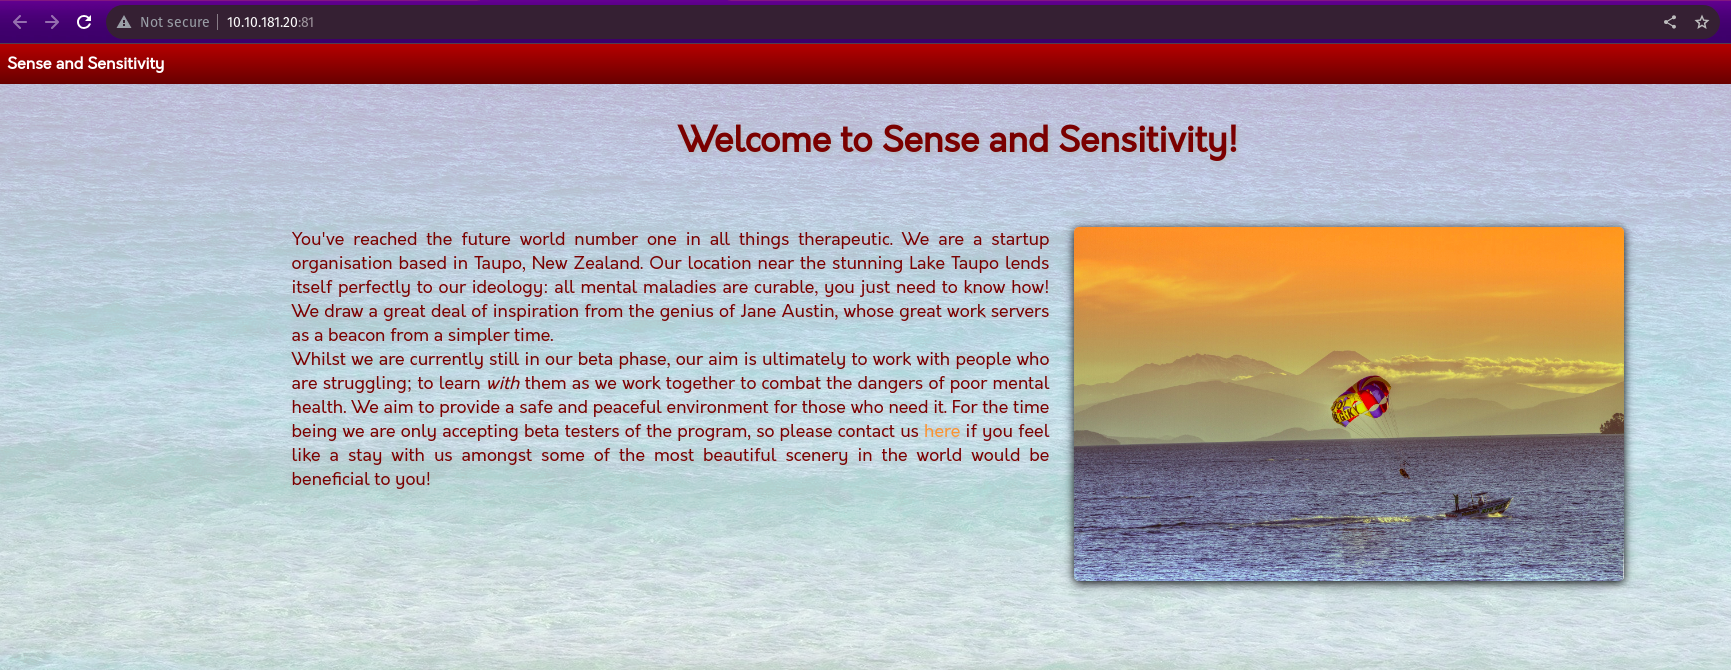 Not secure | 10.10.181.20:81
Sense and Sensitivity
Welcome to Sense and Sensitivity!
You've reached the future world number one in all things therapeutic. We are a startup
organisation based in Taupo, New Zealand. Our location near the stunning Lake Taupo lends
itself perfectly to our ideology: all mental maladies are curable, you just need to know how!
We draw a great deal of inspiration from the genius of Jane Austin, whose great work servers
as a beacon from a simpler time.
Whilst we are currently still in our beta phase, our aim is ultimately to work with people who
are struggling; to learn with them as we work together to combat the dangers of poor mental
health. We aim to provide a safe and peaceful environment for those who need it. For the time
being we are only accepting beta testers of the program, so please contact us here if you feel
like a stay with us amongst some of the most beautiful scenery in the world would be
beneficial to you!